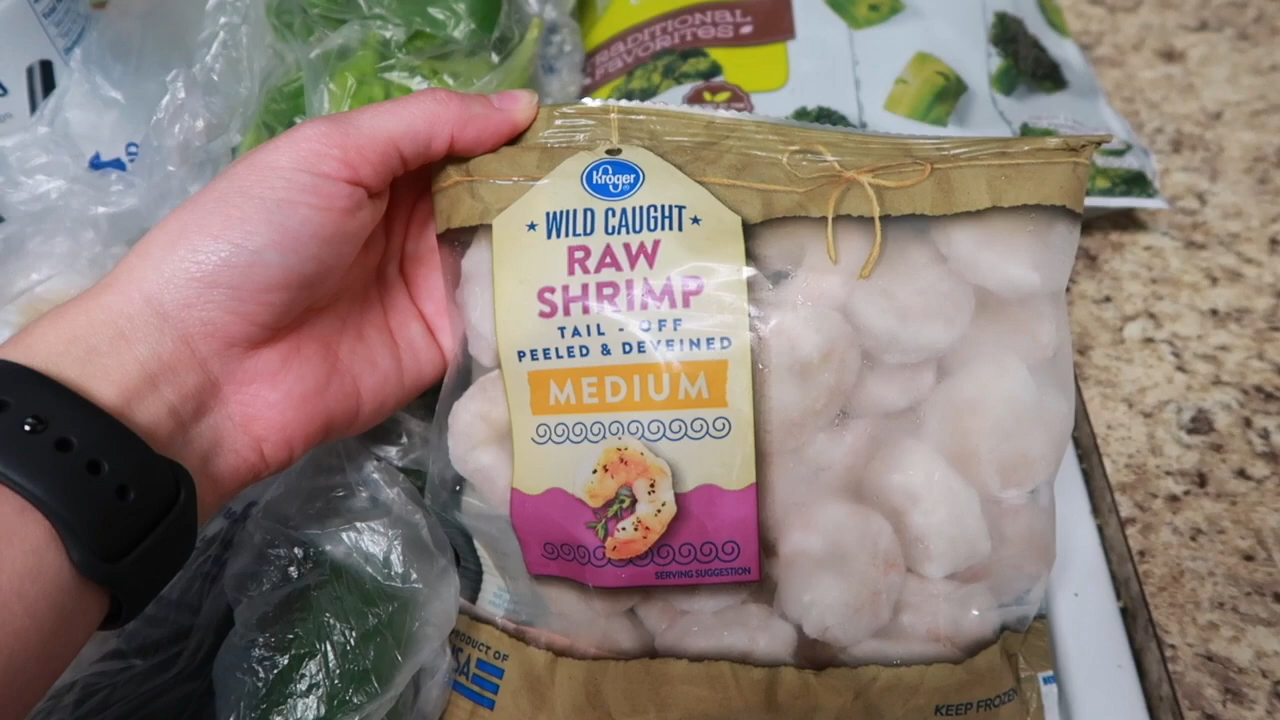 TRADITIONAL
FAVORITES
Kroger
WILD CAUGHT
RAW
SHRIMP
TAIL - OFF
PEELED & DEVEINED
MEDIUM
SERVING SUGGESTION
PRODUCT OF
USA
KEEP FROZEN